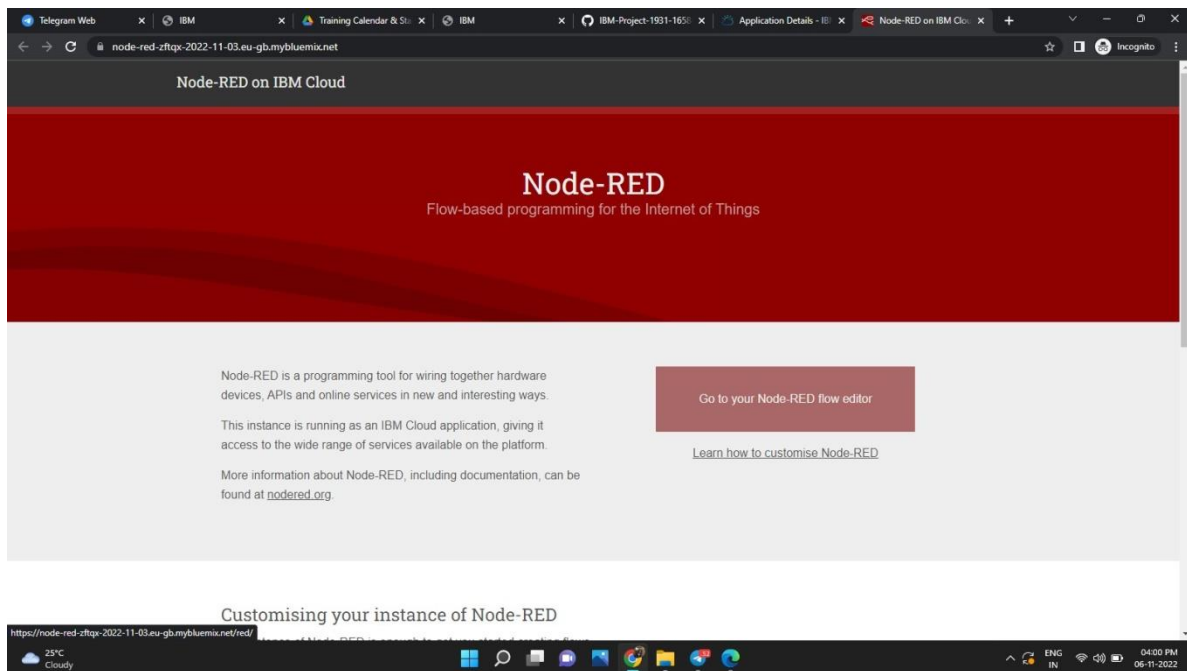 Telegram Web
IBM
Training Calendar & Sta
IBM
IBM-Project-1931-1658
Application Details - IB
Node-RED on IBM Clou
node-red-zftqx-2022-11-03.eu-gb.mybluemix.net
Incognito
Node-RED on IBM Cloud
Node-RED
Flow-based programming for the Internet of Things
Node-RED is a programming tool for wiring together hardware
devices, APIs and online services in new and interesting ways.
This instance is running as an IBM Cloud application, giving it
access to the wide range of services available on the platform.
More information about Node-RED, including documentation, can be
found at nodered.org.
Go to your Node-RED flow editor
Learn how to customise Node-RED
Customising your instance of Node-RED
https://node-red-zftqx-2022-11-03.eu-gb.mybluemix.net/red/
25°C
Cloudy
ENG
IN
04:00 PM
06-11-2022